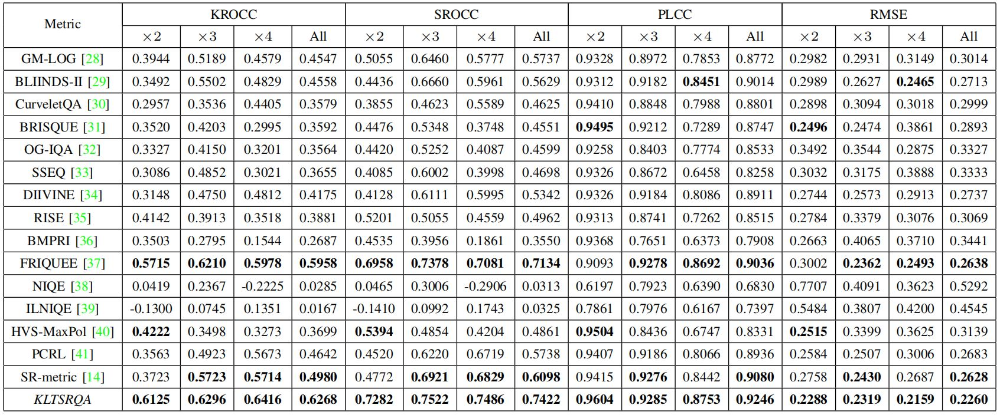 Metric KROCC SROCC PLCC RMSE
×2 ×3 ×4 All ×2 ×3 ×4 All ×2 ×3 ×4 All ×2 ×3 ×4 All
GM-LOG [28] 0.3944 0.5189 0.4579 0.4547 0.5055 0.6460 0.5777 0.5737 0.9328 0.8972 0.7853 0.8772 0.2982 0.2931 0.3149 0.3014
BLIINDS-II [29] 0.3492 0.5502 0.4829 0.4558 0.4436 0.6660 0.5961 0.5629 0.9312 0.9182 0.8451 0.9014 0.2989 0.2627 0.2465 0.2713
CurveletQA [30] 0.2957 0.3536 0.4405 0.3579 0.3855 0.4623 0.5589 0.4625 0.9410 0.8848 0.7988 0.8801 0.2898 0.3094 0.3018 0.2999
BRISQUE [31] 0.3520 0.4203 0.2995 0.3592 0.4476 0.5348 0.3748 0.4551 0.9495 0.9212 0.7289 0.8747 0.2496 0.2474 0.3861 0.2893
OG-IQA [32] 0.3327 0.4150 0.3201 0.3564 0.4420 0.5252 0.4087 0.4599 0.9258 0.8403 0.7774 0.8533 0.3492 0.3544 0.2875 0.3327
SSEQ [33] 0.3086 0.4852 0.3021 0.3655 0.4085 0.6002 0.3998 0.4698 0.9326 0.8672 0.6458 0.8258 0.3032 0.3175 0.3888 0.3333
DIIVINE [34] 0.3148 0.4750 0.4812 0.4175 0.4128 0.6111 0.5995 0.5342 0.9326 0.9184 0.8086 0.8911 0.2744 0.2573 0.2913 0.2737
RISE [35] 0.4142 0.3913 0.3518 0.3881 0.5201 0.5055 0.4559 0.4962 0.9313 0.8741 0.7262 0.8515 0.2784 0.3379 0.3076 0.3069
BMPRI [36] 0.3503 0.2795 0.1544 0.2687 0.4535 0.3956 0.1861 0.3550 0.9368 0.7651 0.6373 0.7908 0.2663 0.4065 0.3710 0.3441
FRIQUEE [37] 0.5715 0.6210 0.5978 0.5958 0.6958 0.7378 0.7081 0.7134 0.9093 0.9278 0.8692 0.9036 0.3002 0.2362 0.2493 0.2638
NIQE [38] 0.0419 0.2367 -0.2225 0.0285 0.0465 0.3006 -0.2906 0.0313 0.6197 0.7923 0.6390 0.6830 0.7707 0.4091 0.3623 0.5292
ILNIQE [39] -0.1300 0.0745 0.1351 0.0167 -0.1410 0.0992 0.1743 0.0325 0.7861 0.7976 0.6167 0.7397 0.5484 0.3807 0.4200 0.4545
HVS-MaxPol [40] 0.4222 0.3498 0.3273 0.3699 0.5394 0.4854 0.4204 0.4861 0.9504 0.8436 0.6747 0.8331 0.2515 0.3399 0.3625 0.3139
PCRL [41] 0.3563 0.4923 0.5673 0.4642 0.4520 0.6220 0.6719 0.5738 0.9407 0.9186 0.8066 0.8936 0.2584 0.2507 0.3006 0.2683
SR-metric [14] 0.3723 0.5723 0.5714 0.4980 0.4772 0.6921 0.6829 0.6098 0.9415 0.9276 0.8442 0.9080 0.2758 0.2430 0.2687 0.2628
KLTSRQA 0.6125 0.6296 0.6416 0.6268 0.7282 0.7522 0.7486 0.7422 0.9604 0.9285 0.8753 0.9246 0.2288 0.2319 0.2159 0.2260